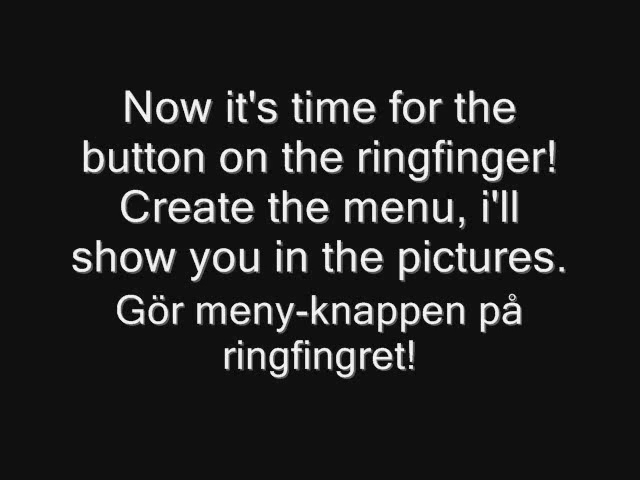 Now it's time for the
button on the ringfinger!
Create the menu, i'll
show you in the pictures.
Gör meny-knappen på
ringfingret!